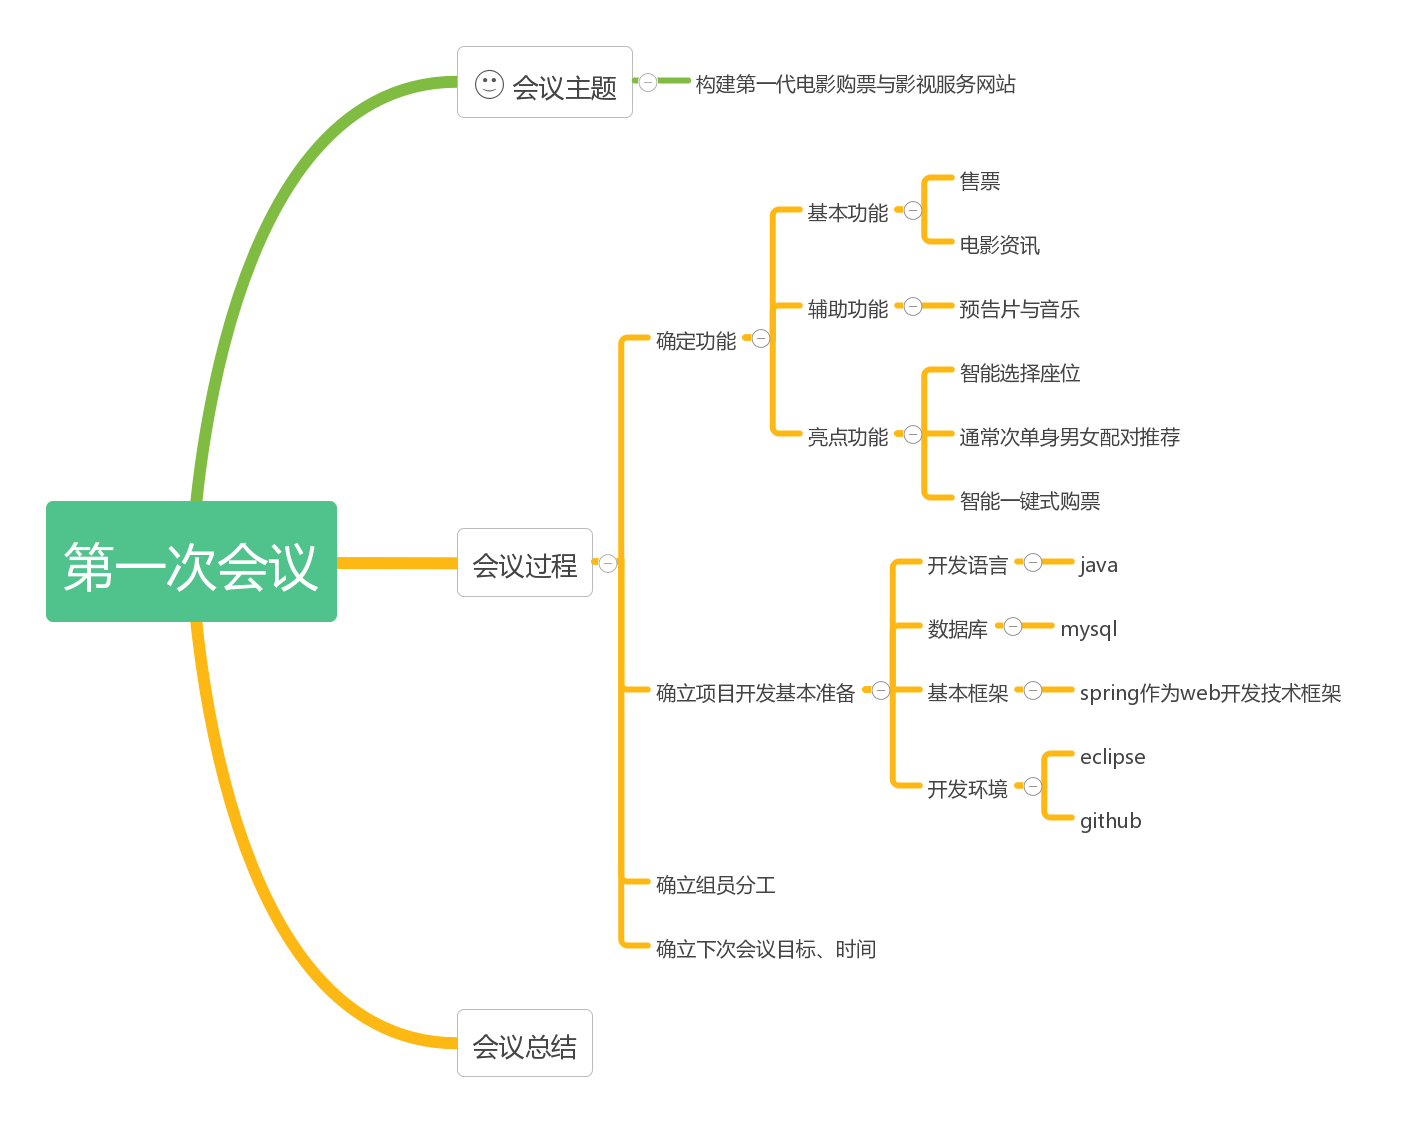 会议主题
构建第一代电影购票与影视服务网站
售票
基本功能
电影资讯
辅助功能
预告片与音乐
确定功能
智能选择座位
亮点功能
通常次单身男女配对推荐
智能一键式购票
第一次会议
会议过程
开发语言
java
数据库
mysql
确立项目开发基本准备
基本框架
spring作为web开发技术框架
eclipse
开发环境
github
确立组员分工
确立下次会议目标、时间
会议总结